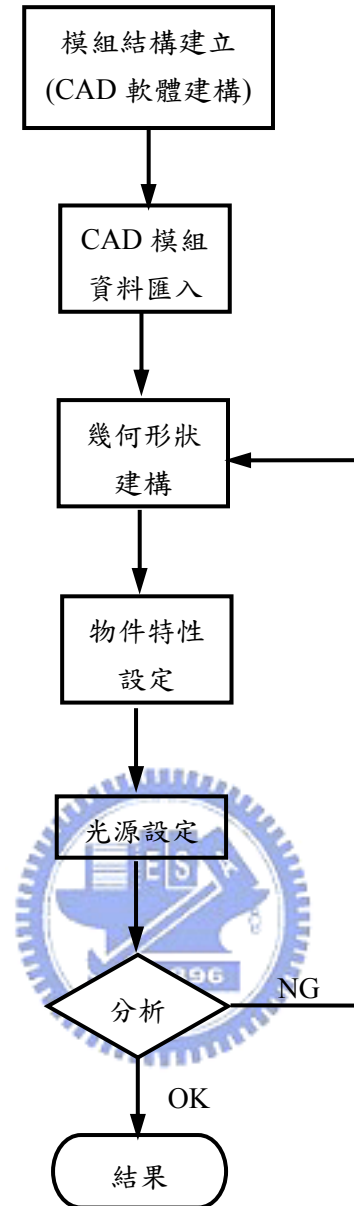 模組結構建立
(CAD 軟體建構)
CAD 模組
資料匯入
幾何形狀
建構
物件特性
設定
光源設定
ES
1896
分析
NG
OK
結果